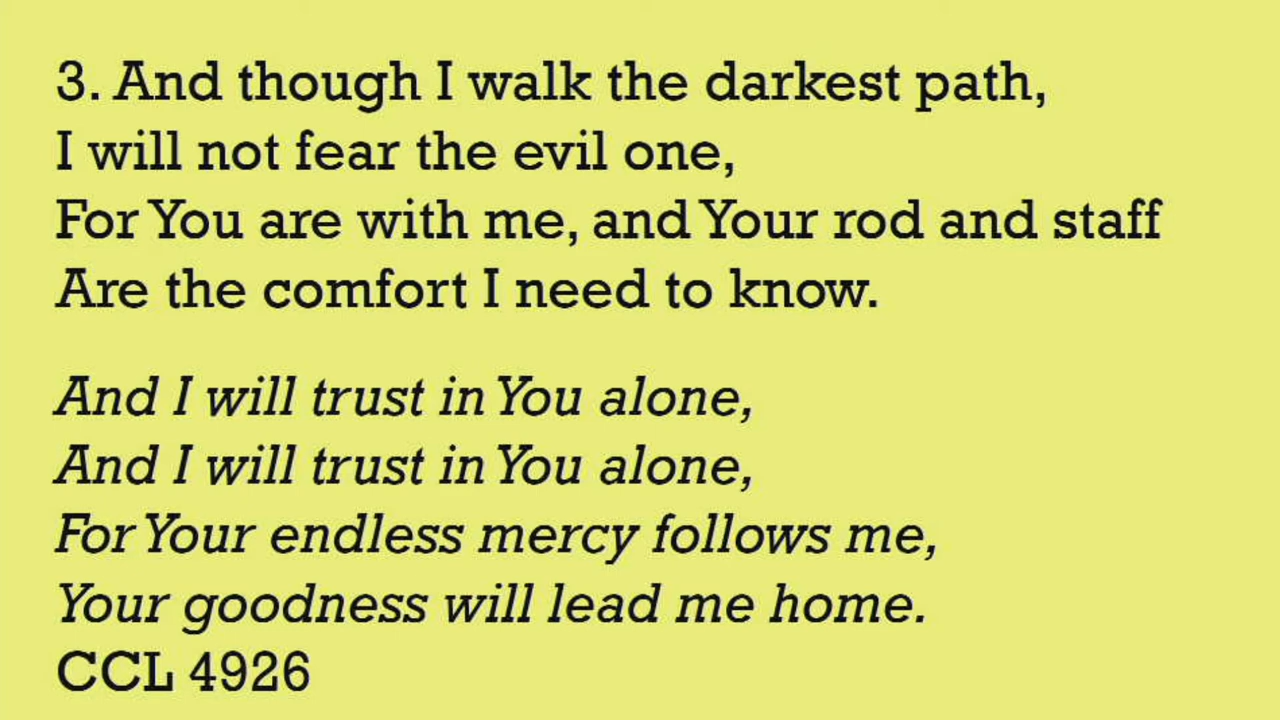 3. And though I walk the darkest path,
I will not fear the evil one,
For You are with me, and Your rod and staff
Are the comfort I need to know.
And I will trust in You alone,
And I will trust in You alone,
For Your endless mercy follows me,
Your goodness will lead me home.
CCL 4926